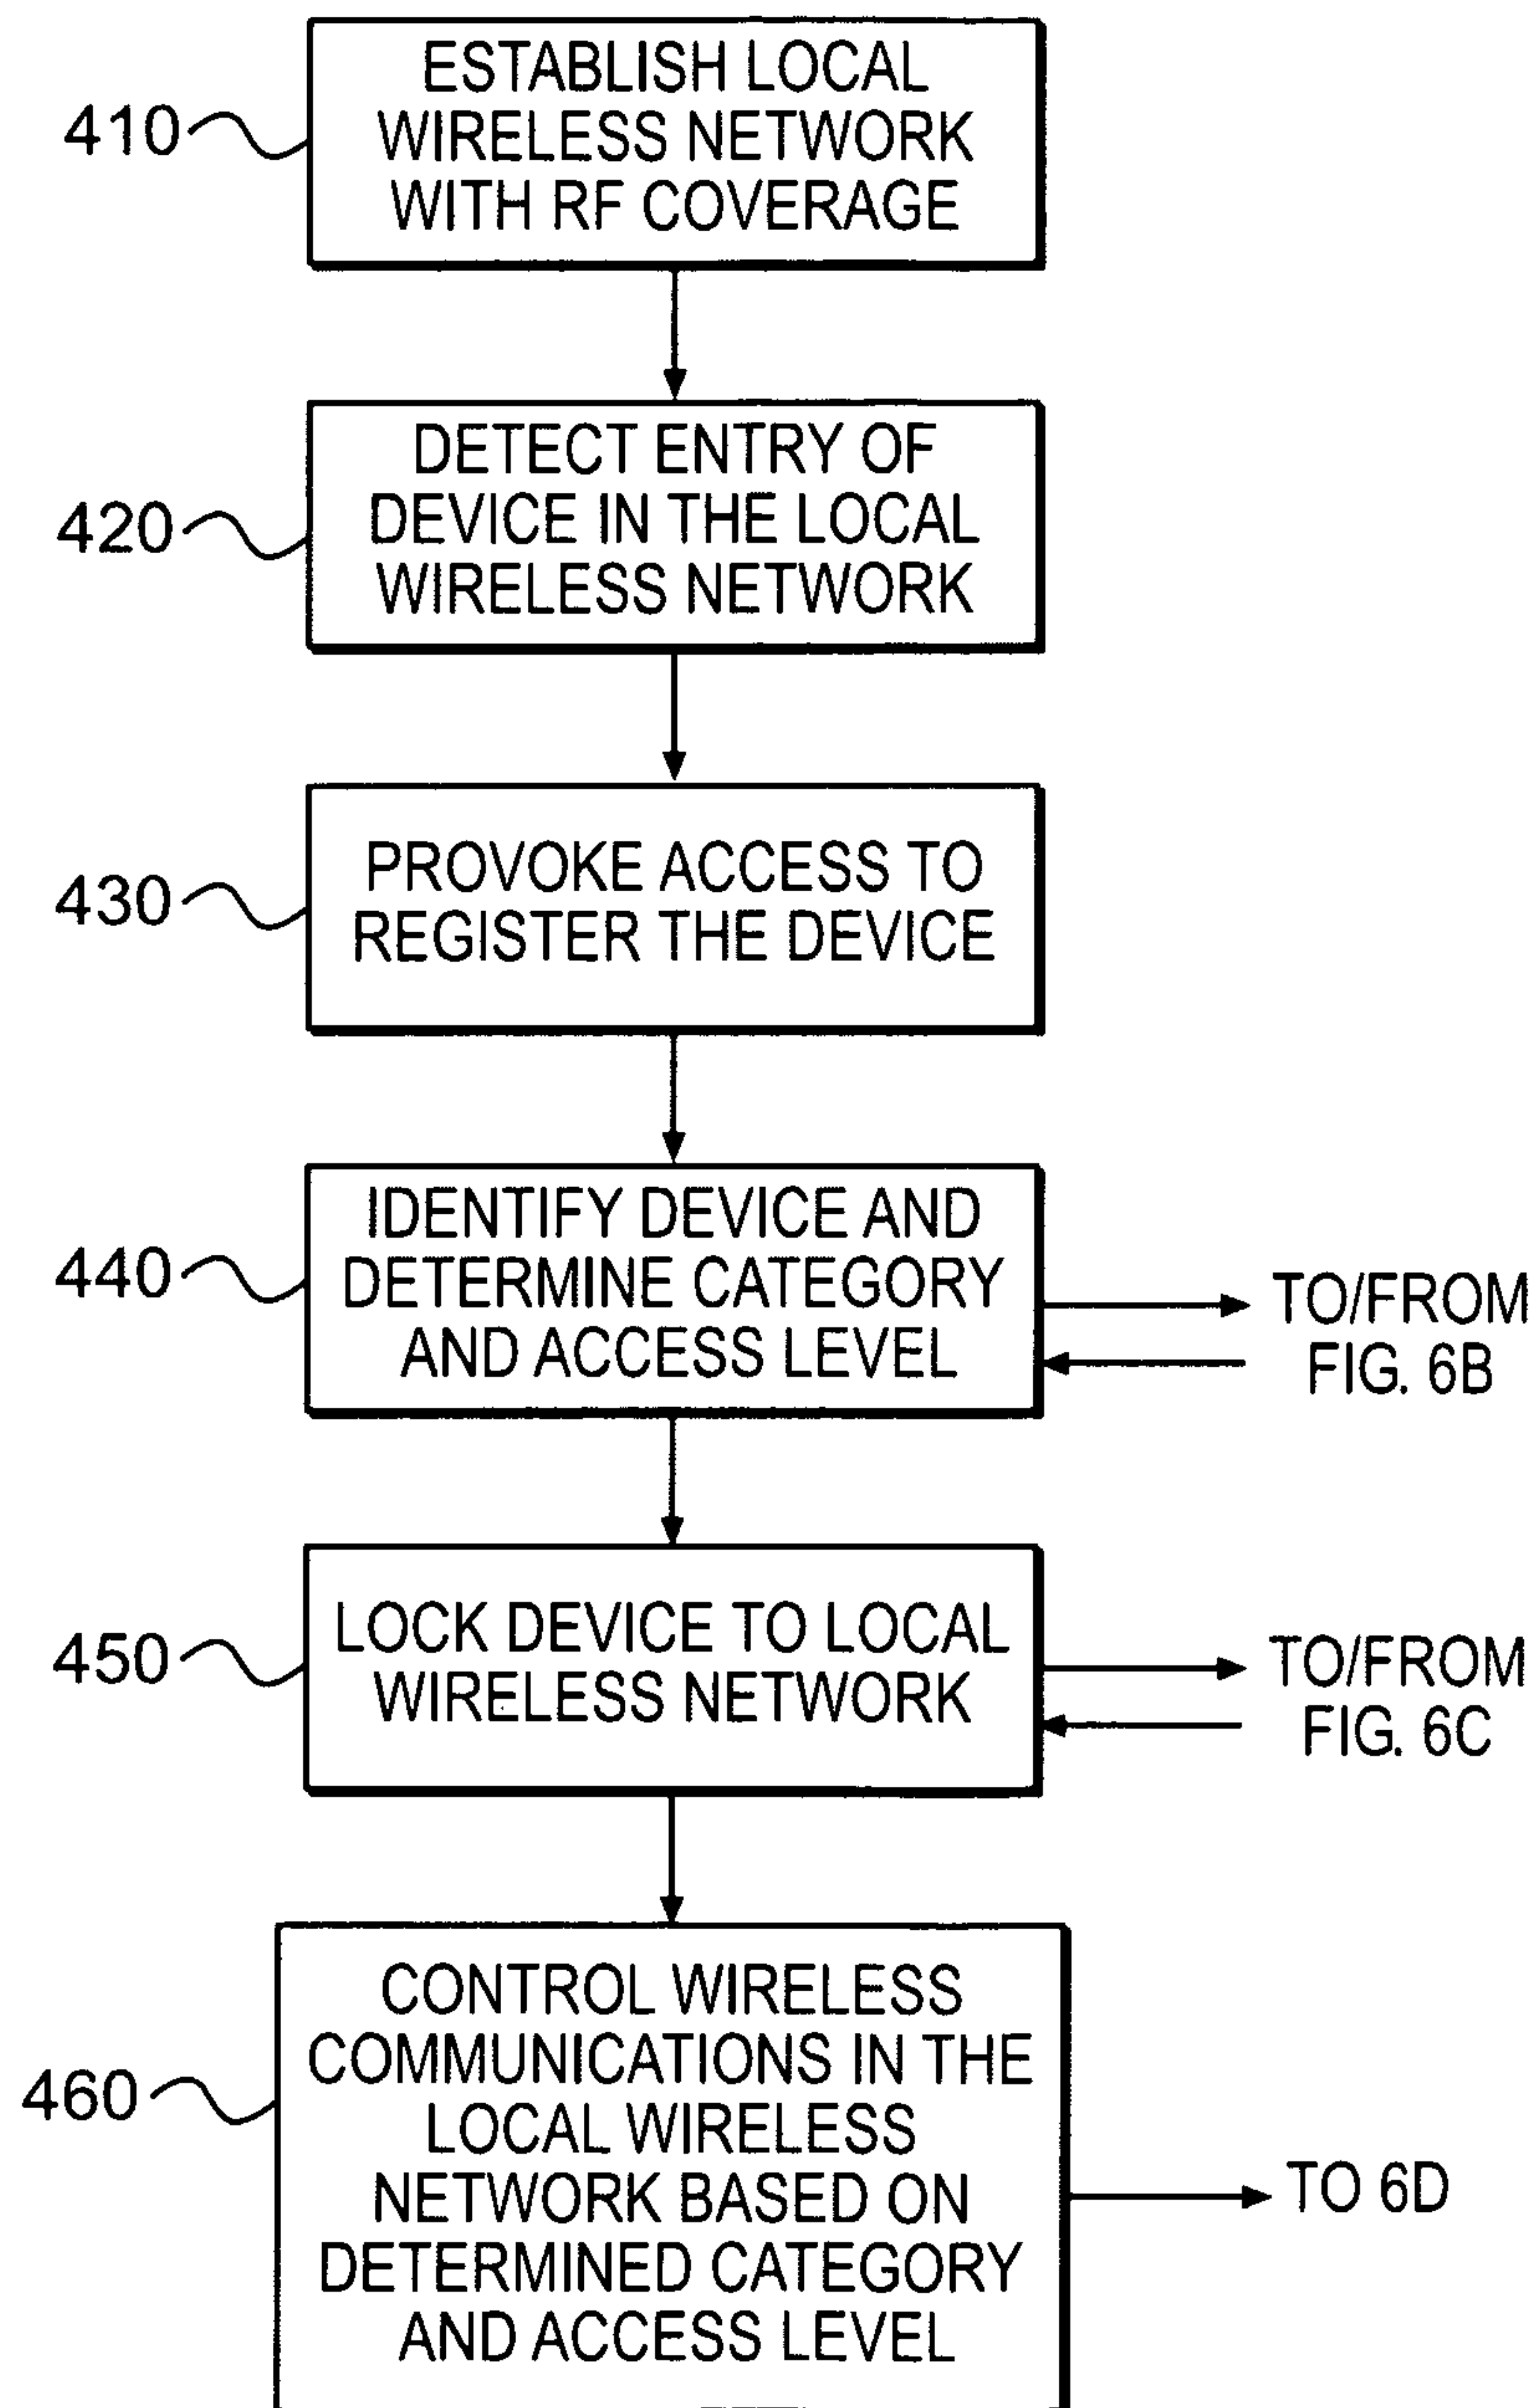 410
ESTABLISH LOCAL
WIRELESS NETWORK
WITH RF COVERAGE
420
DETECT ENTRY OF
DEVICE IN THE LOCAL
WIRELESS NETWORK
430
PROVOKE ACCESS TO
REGISTER THE DEVICE
440
IDENTIFY DEVICE AND
DETERMINE CATEGORY
AND ACCESS LEVEL
TO/FROM
FIG. 6B
450
LOCK DEVICE TO LOCAL
WIRELESS NETWORK
TO/FROM
FIG. 6C
460
CONTROL WIRELESS
COMMUNICATIONS IN THE
LOCAL WIRELESS
NETWORK BASED ON
DETERMINED CATEGORY
AND ACCESS LEVEL
TO 6D